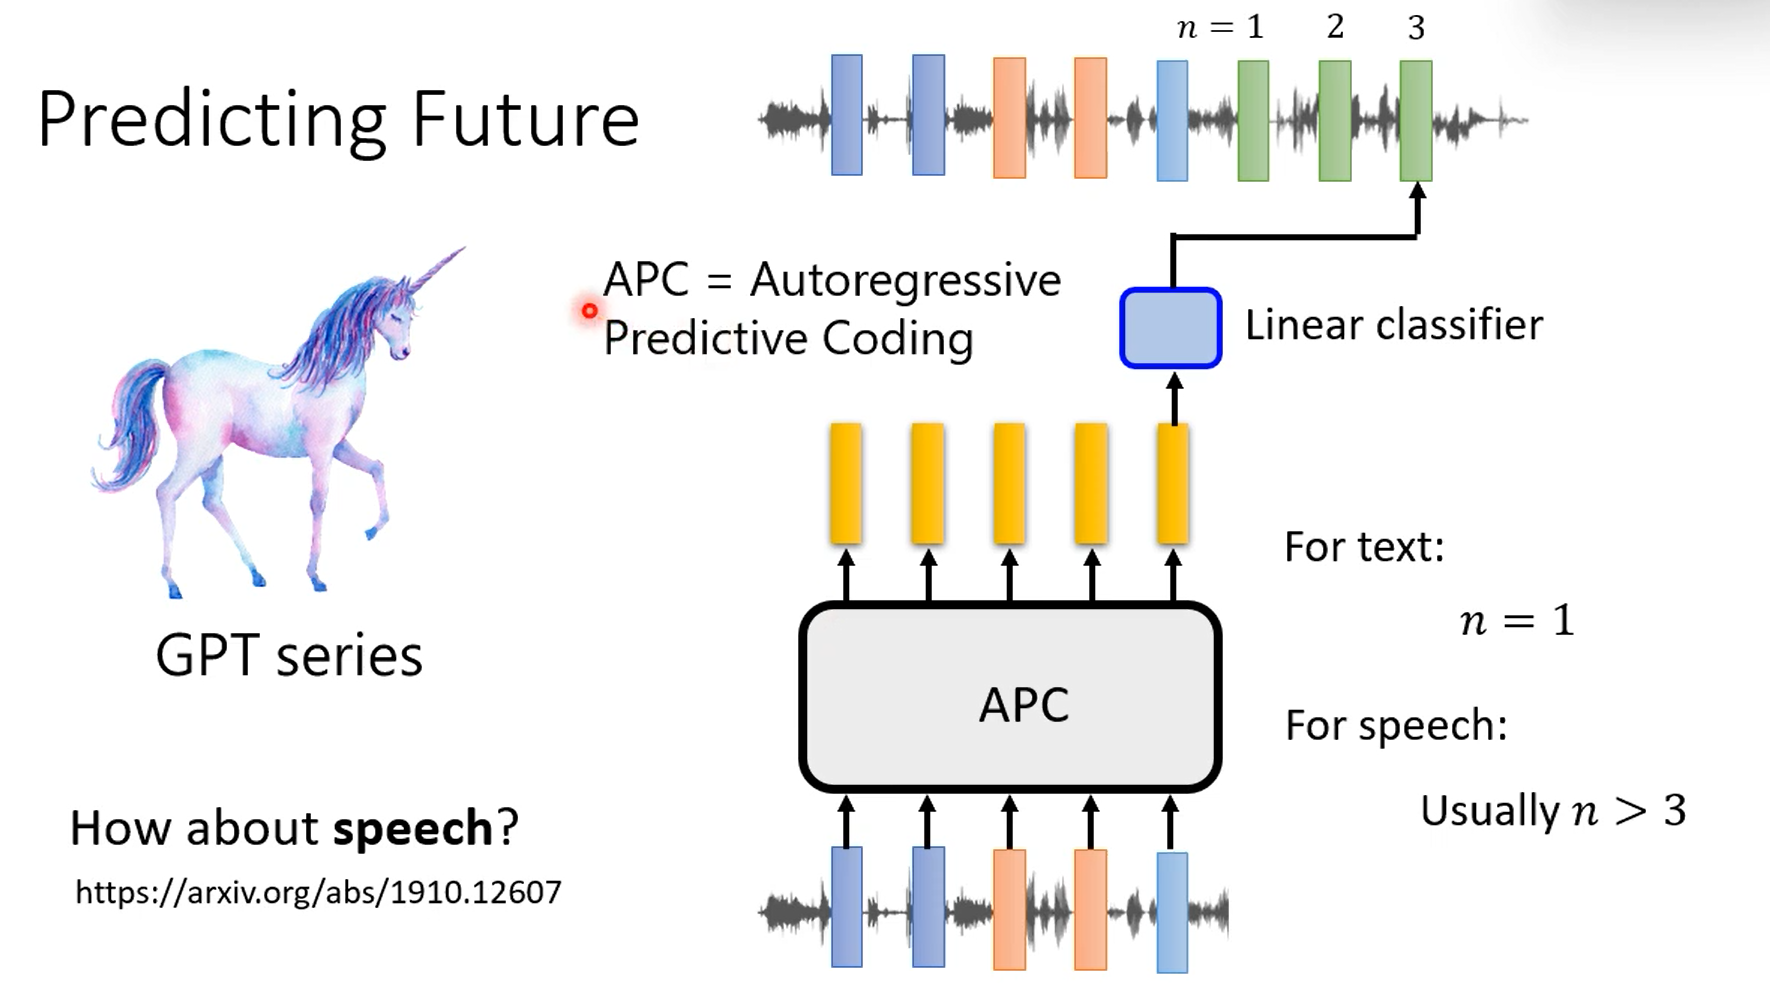 Predicting Future
n = 1 2 3
APC = Autoregressive
Predictive Coding
Linear classifier
GPT series
APC
For text:
n = 1
For speech:
Usually n > 3
How about speech?
https://arxiv.org/abs/1910.12607